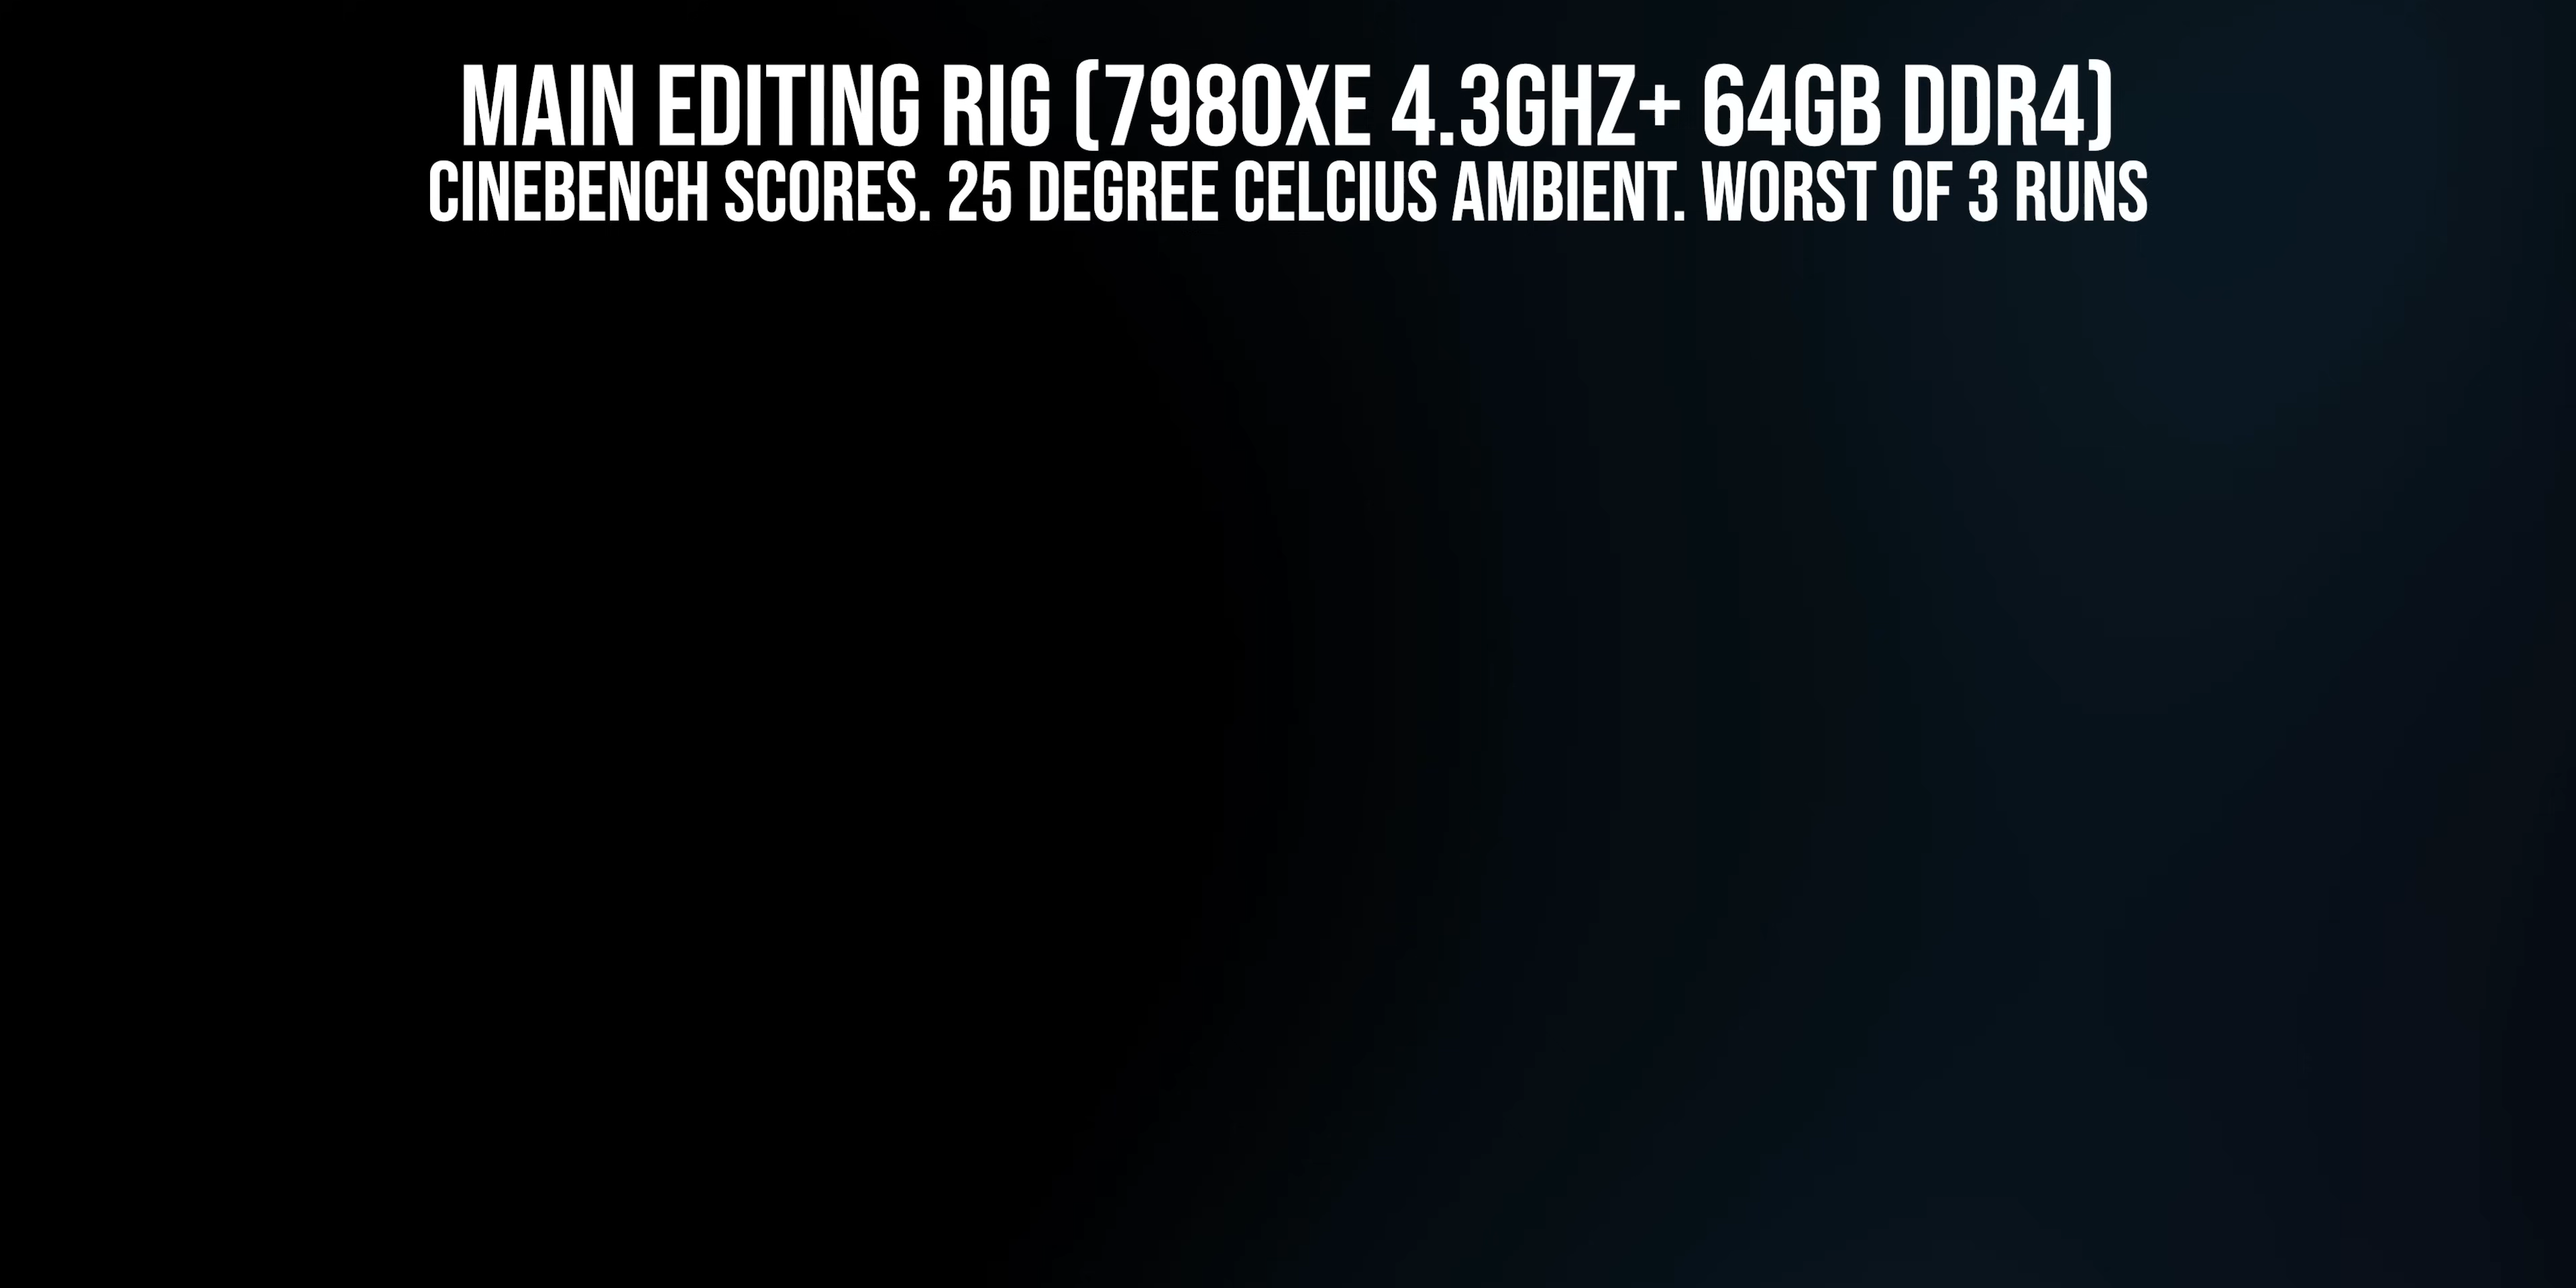 MAIN EDITING RIG (7980XE 4.3GHZ+ 64GB DDR4)
CINEBENCH SCORES. 25 DEGREE CELCIUS AMBIENT. WORST OF 3 RUNS